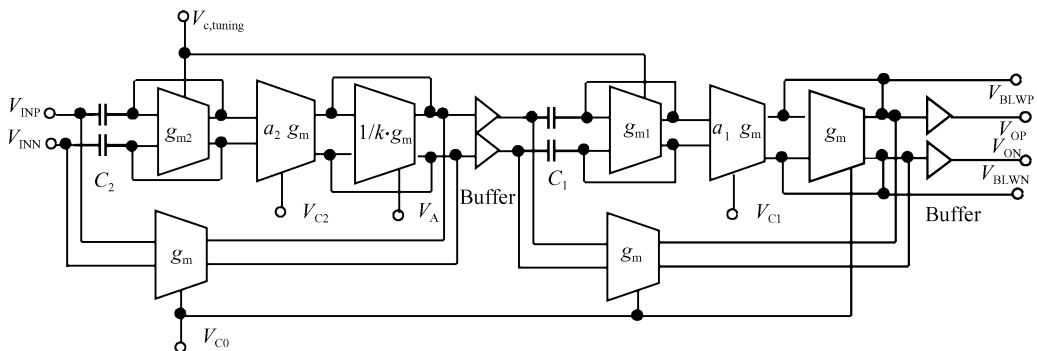 V_c,tuning
V_INP
V_INN
C_2
g_m2
a_2 g_m
1/k·g_m
Buffer
C_1
g_m1
a_1 g_m
g_m
V_BLWP
V_OP
V_ON
V_BLWN
Buffer
V_C2
V_A
V_C1
g_m
g_m
V_C0